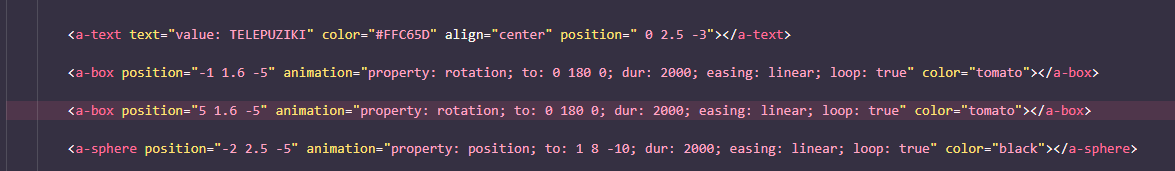 <a-text text="value: TELEPUZIKI" color="#FFC65D" align="center" position=" 0 2.5 -3"></a-text>
<a-box position="-1 1.6 -5" animation="property: rotation; to: 0 180 0; dur: 2000; easing: linear; loop: true" color="tomato"></a-box>
<a-box position="5 1.6 -5" animation="property: rotation; to: 0 180 0; dur: 2000; easing: linear; loop: true" color="tomato"></a-box>
<a-sphere position="-2 2.5 -5" animation="property: position; to: 1 8 -10; dur: 2000; easing: linear; loop: true" color="black"></a-sphere>